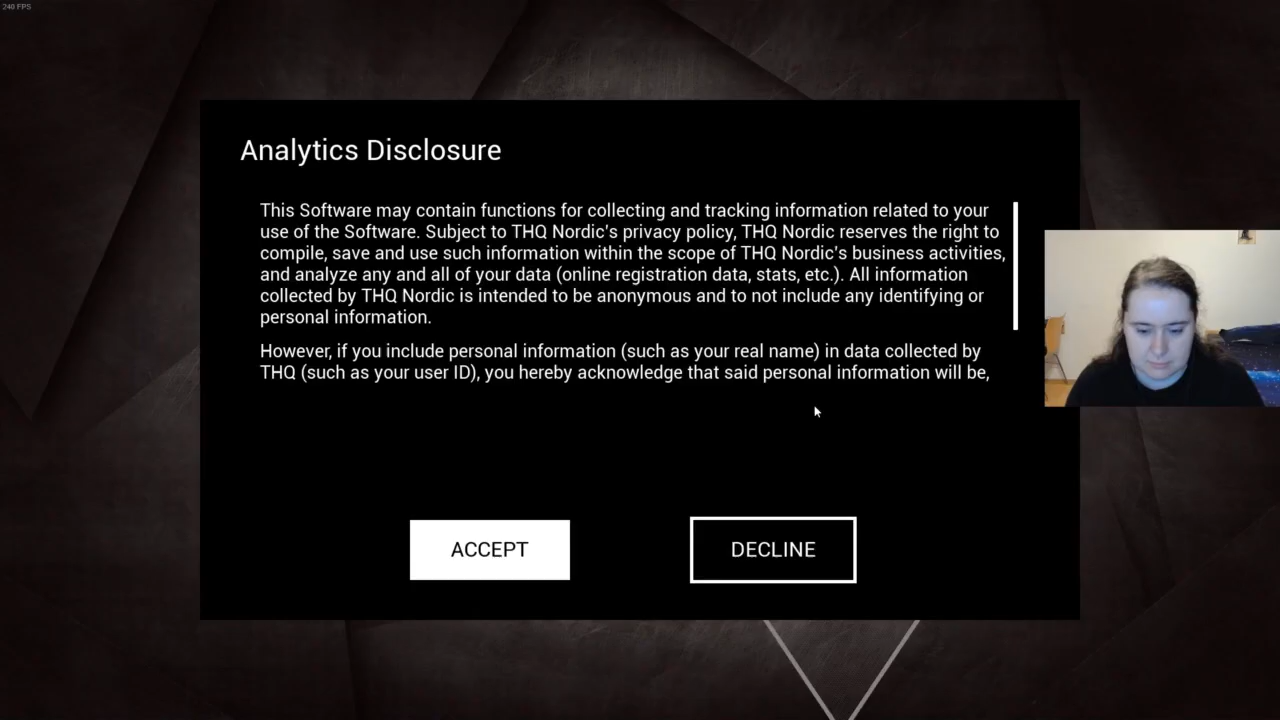 240 FPS
Analytics Disclosure
This Software may contain functions for collecting and tracking information related to your
use of the Software. Subject to THQ Nordic's privacy policy, THQ Nordic reserves the right to
compile, save and use such information within the scope of THQ Nordic's business activities,
and analyze any and all of your data (online registration data, stats, etc.). All information
collected by THQ Nordic is intended to be anonymous and to not include any identifying or
personal information.
However, if you include personal information (such as your real name) in data collected by
THQ (such as your user ID), you hereby acknowledge that said personal information will be,
ACCEPT
DECLINE